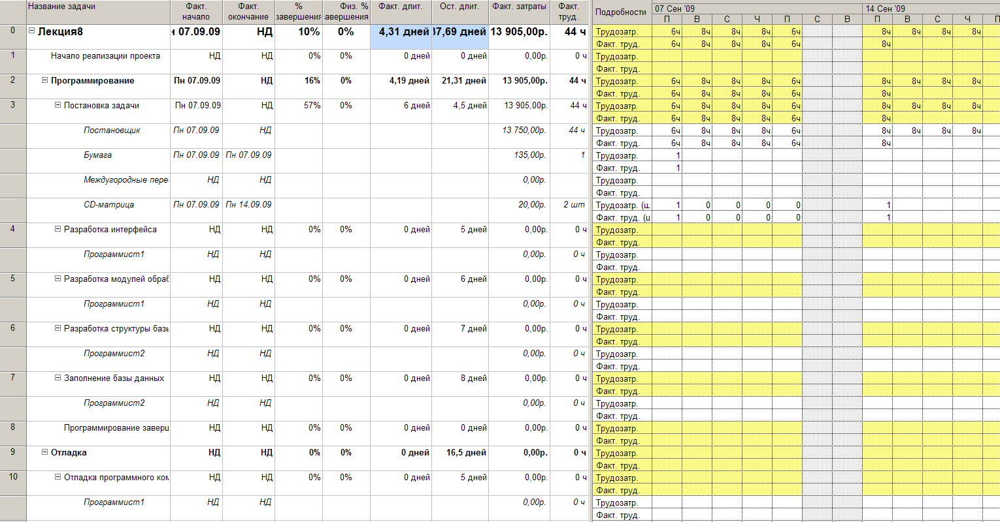 Название задачи Факт. начало Факт. окончание % завершения Физ. % завершения Факт. длит. Ост. длит. Факт. затраты Факт. труд. Подробности 07 Сен '09 14 Сен '09
П В С Ч П С В П В С Ч П
0 Лекция8 07.09.09 НД 10% 0% 4,31 дней 37,69 дней 13 905,00р. 44 ч Трудозатр. 6ч 8ч 8ч 8ч 6ч 8ч 8ч 8ч 8ч
Факт. труд. 6ч 8ч 8ч 8ч 6ч 8ч
1 Начало реализации проекта НД НД 0% 0% 0 дней 0 дней 0,00р. 0 ч Трудозатр.
Факт. труд.
2 Программирование Пн 07.09.09 НД 16% 0% 4,19 дней 21,31 дней 13 905,00р. 44 ч Трудозатр. 6ч 8ч 8ч 8ч 6ч 8ч 8ч 8ч 8ч
Факт. труд. 6ч 8ч 8ч 8ч 6ч 8ч
3 Постановка задачи Пн 07.09.09 НД 57% 0% 6 дней 4,5 дней 13 905,00р. 44 ч Трудозатр. 6ч 8ч 8ч 8ч 6ч 8ч 8ч 8ч 8ч
Факт. труд. 6ч 8ч 8ч 8ч 6ч 8ч
Постановщик Пн 07.09.09 НД 13 750,00р. 44 ч Трудозатр. 6ч 8ч 8ч 8ч 6ч 8ч 8ч 8ч 8ч
Факт. труд. 6ч 8ч 8ч 8ч 6ч 8ч
Бумага Пн 07.09.09 Пн 07.09.09 135,00р. 1 Трудозатр. 1
Факт. труд. 1
Междугородные пере НД НД 0,00р. Трудозатр.
Факт. труд.
CD-матрица Пн 07.09.09 Пн 14.09.09 20,00р. 2 шт Трудозатр. (ш 1 0 0 0 0 1
Факт. труд. (ш 1 0 0 0 0 1
4 Разработка интерфейса НД НД 0% 0% 0 дней 5 дней 0,00р. 0 ч Трудозатр.
Факт. труд.
Программист1 НД НД 0,00р. 0 ч Трудозатр.
Факт. труд.
5 Разработка модулей обраб НД НД 0% 0% 0 дней 6 дней 0,00р. 0 ч Трудозатр.
Факт. труд.
Программист1 НД НД 0,00р. 0 ч Трудозатр.
Факт. труд.
6 Разработка структуры базы НД НД 0% 0% 0 дней 7 дней 0,00р. 0 ч Трудозатр.
Факт. труд.
Программист2 НД НД 0,00р. 0 ч Трудозатр.
Факт. труд.
7 Заполнение базы данных НД НД 0% 0% 0 дней 8 дней 0,00р. 0 ч Трудозатр.
Факт. труд.
Программист2 НД НД 0,00р. 0 ч Трудозатр.
Факт. труд.
8 Программирование заверш НД НД 0% 0% 0 дней 0 дней 0,00р. 0 ч Трудозатр.
Факт. труд.
9 Отладка НД НД 0% 0% 0 дней 16,5 дней 0,00р. 0 ч Трудозатр.
Факт. труд.
10 Отладка программного ком НД НД 0% 0% 0 дней 5 дней 0,00р. 0 ч Трудозатр.
Факт. труд.
Программист1 НД НД 0,00р. 0 ч Трудозатр.
Факт. труд.